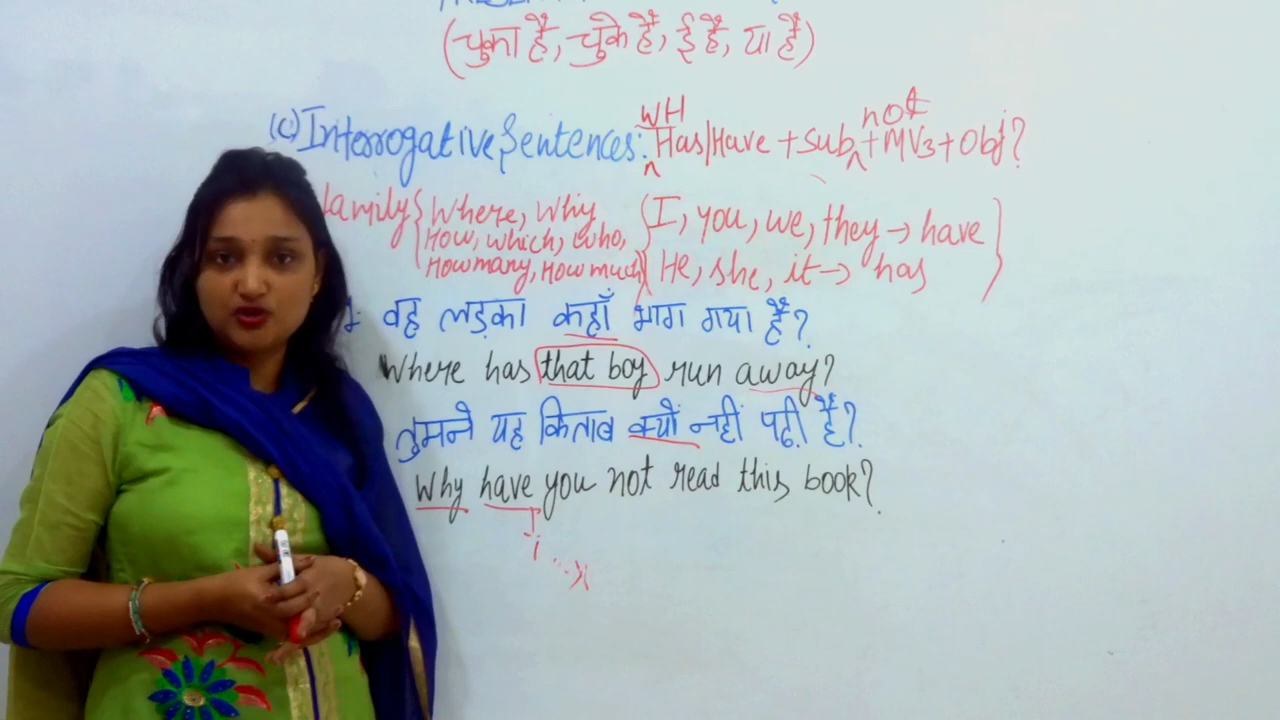 (चुका है, चुके है, ई है, या है)
(C) Interrogative Sentences: WH Has/Have + Sub + not MV3 + Obj?
family { Where, Why, How, which, who, How many, How much
{ I, you, we, they → have
He, she, it → has }
वह लड़का कहाँ भाग गया है?
Where has that boy run away?
तुमने यह किताब क्यों नहीं पढ़ी है?
Why have you not read this book?